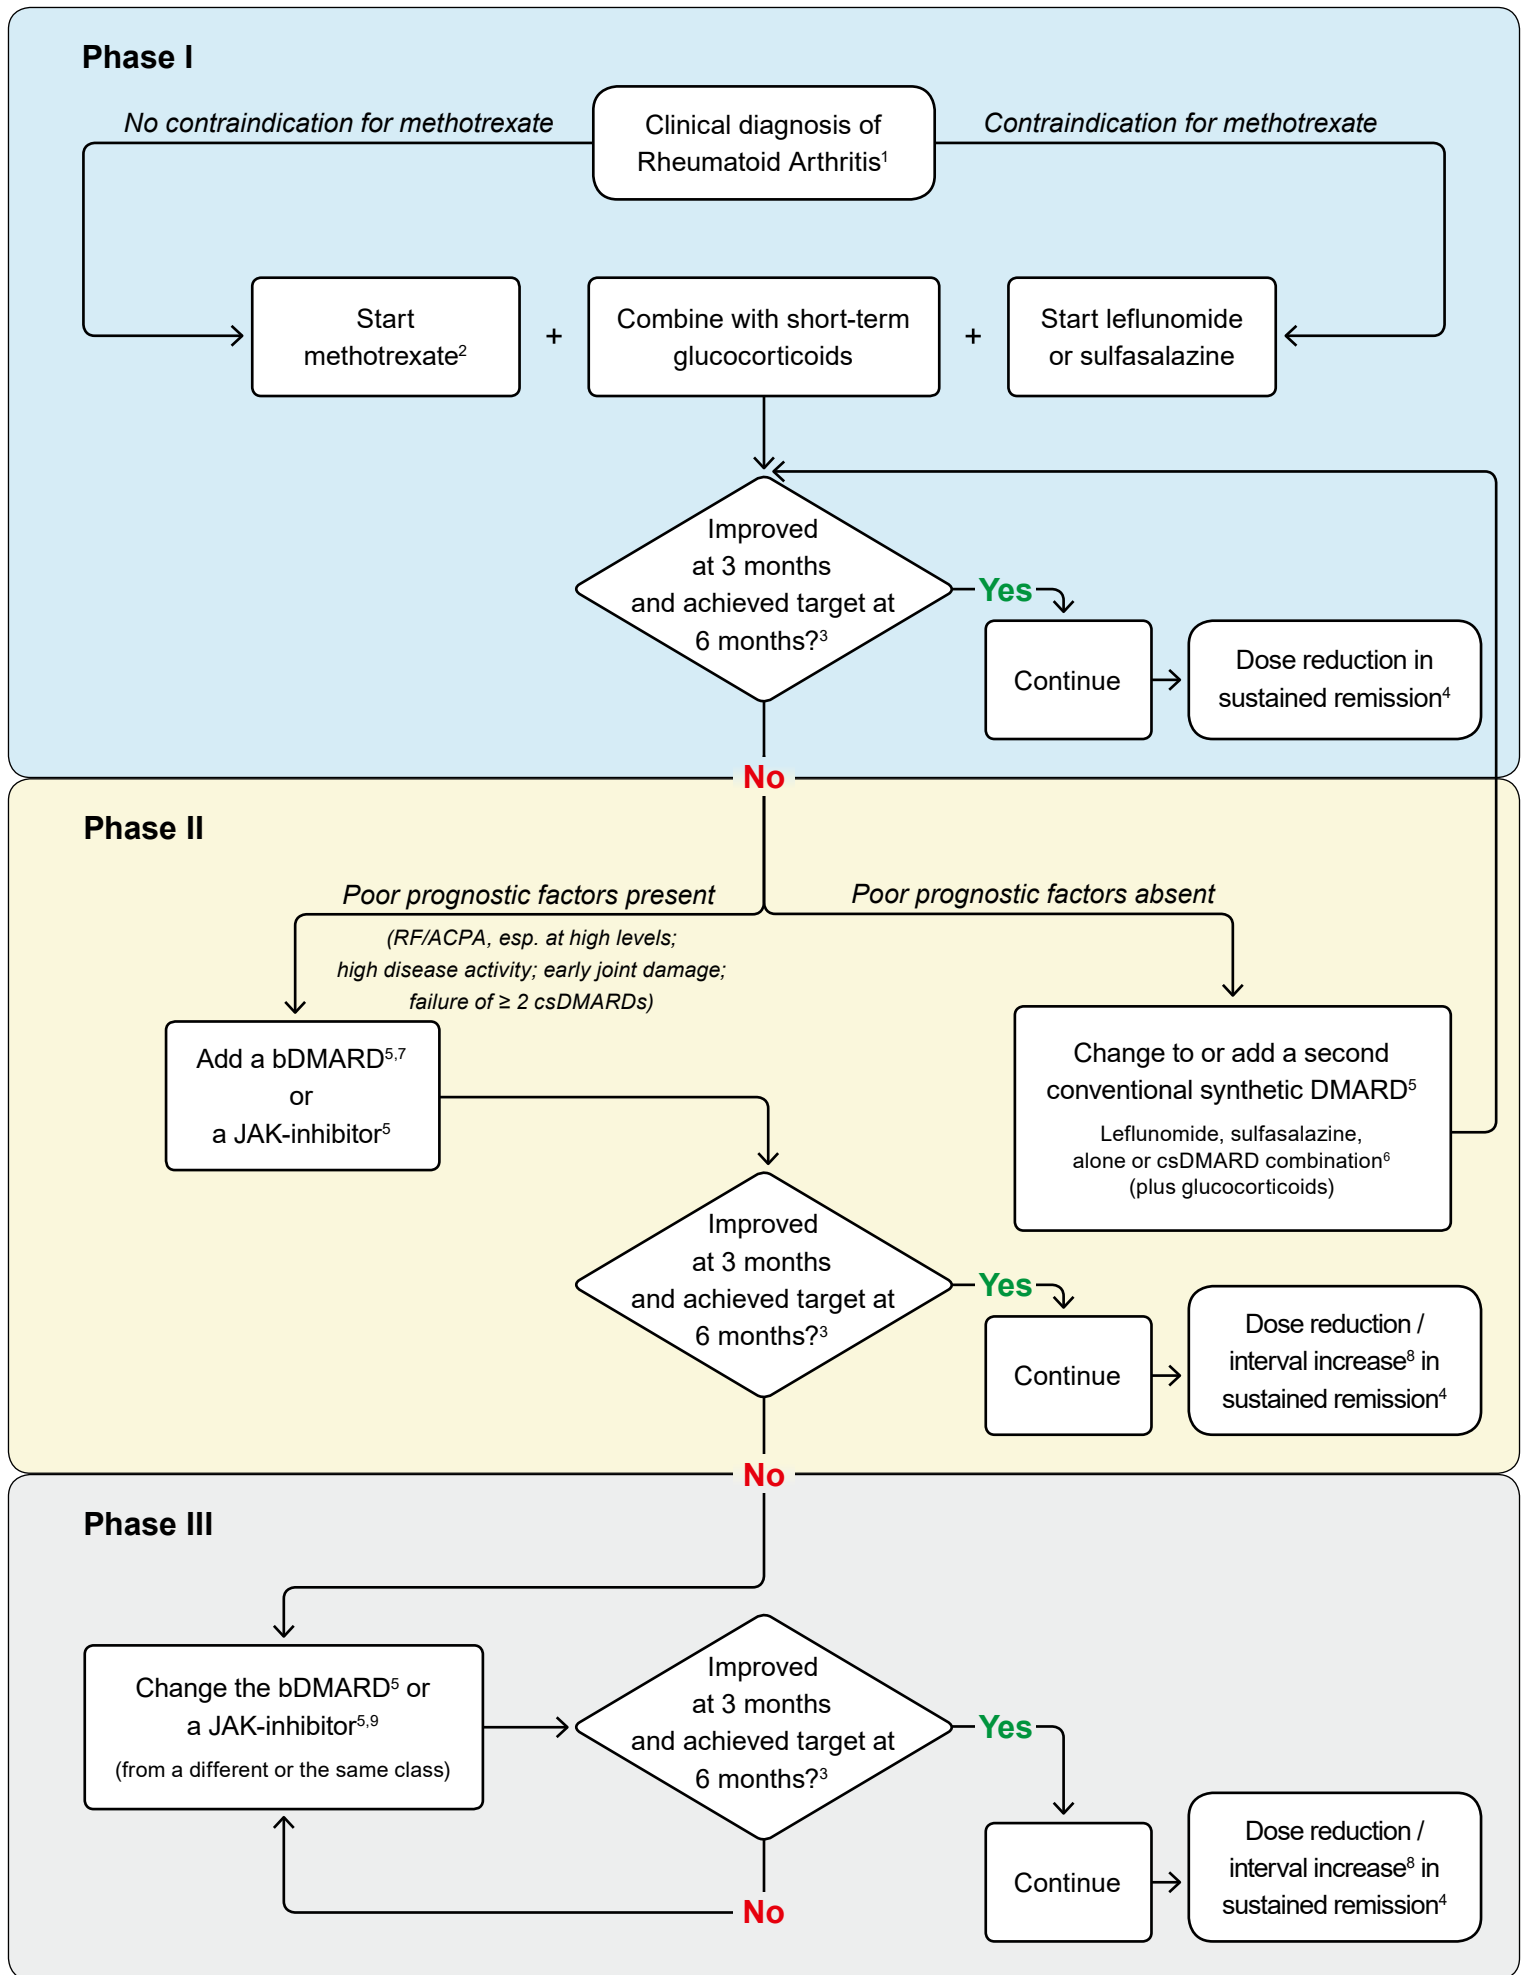 Phase I
No contraindication for methotrexate
Clinical diagnosis of
Rheumatoid Arthritis¹
Contraindication for methotrexate
Start
methotrexate²
+
Combine with short-term
glucocorticoids
+
Start leflunomide
or sulfasalazine
Improved
at 3 months
and achieved target at
6 months?³
Yes
Continue
Dose reduction in
sustained remission⁴
No
Phase II
Poor prognostic factors present
(RF/ACPA, esp. at high levels;
high disease activity; early joint damage;
failure of ≥ 2 csDMARDs)
Poor prognostic factors absent
Add a bDMARD⁵,⁷
or
a JAK-inhibitor⁵
Change to or add a second
conventional synthetic DMARD⁵
Leflunomide, sulfasalazine,
alone or csDMARD combination⁶
(plus glucocorticoids)
Improved
at 3 months
and achieved target at
6 months?³
Yes
Continue
Dose reduction /
interval increase⁸ in
sustained remission⁴
No
Phase III
Change the bDMARD⁵ or
a JAK-inhibitor⁵,⁹
(from a different or the same class)
Improved
at 3 months
and achieved target at
6 months?³
Yes
Continue
Dose reduction /
interval increase⁸ in
sustained remission⁴
No